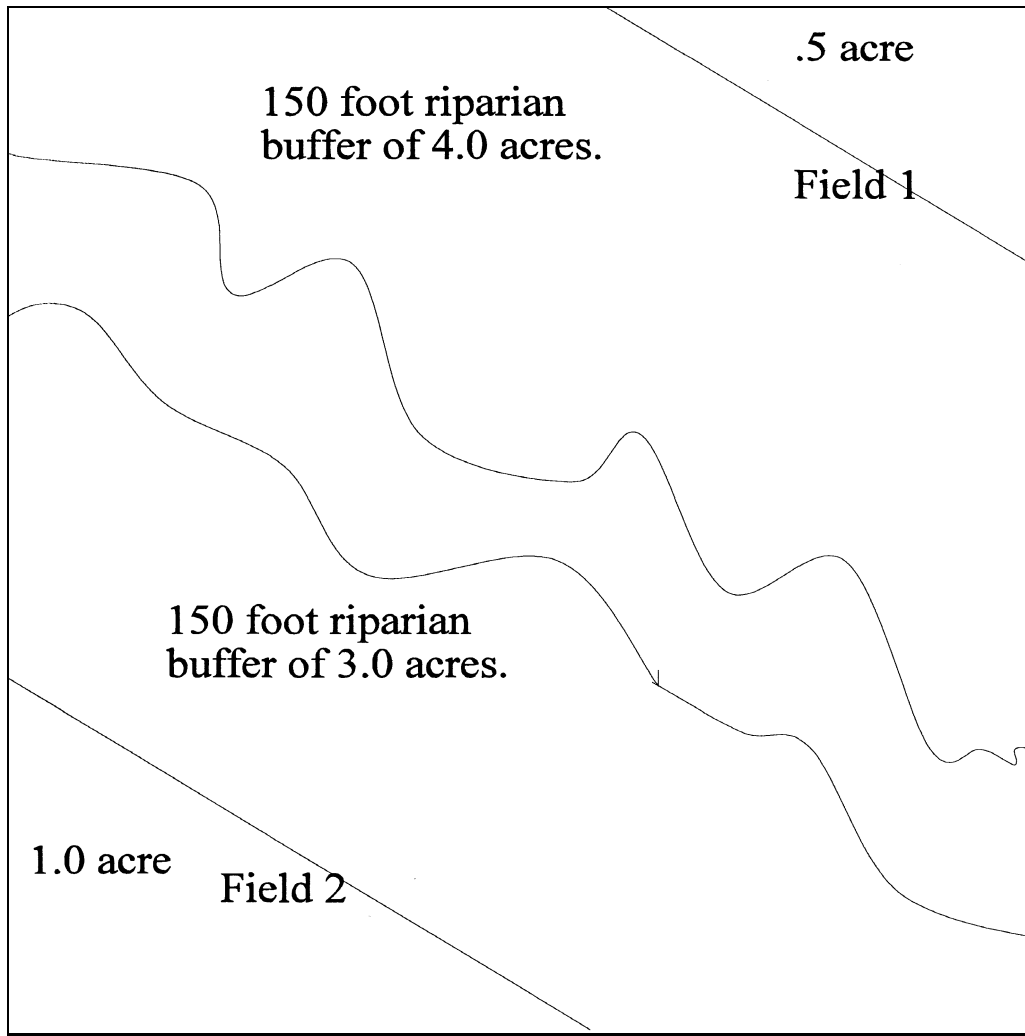 .5 acre
150 foot riparian
buffer of 4.0 acres.
Field 1
150 foot riparian
buffer of 3.0 acres.
1.0 acre
Field 2